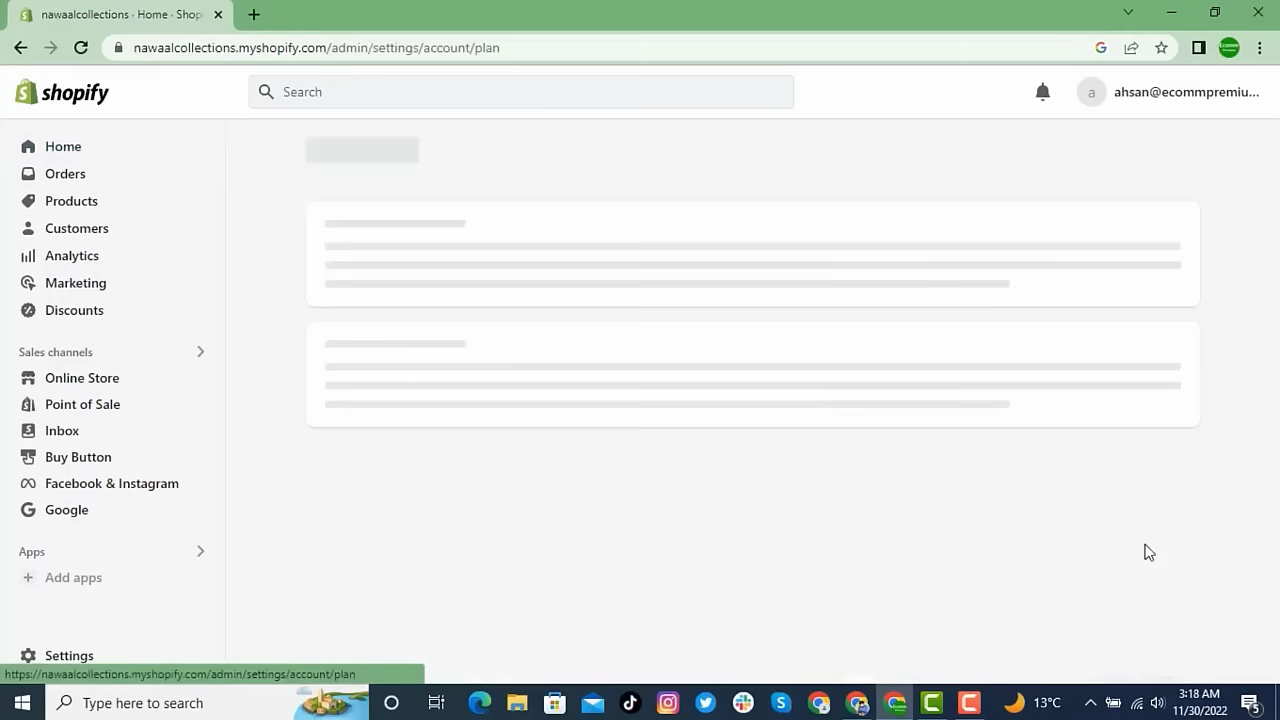 nawaalcollections · Home · Shop
nawaalcollections.myshopify.com/admin/settings/account/plan
shopify
Search
a
ahsan@ecommpremiu...
Home
Orders
Products
Customers
Analytics
Marketing
Discounts
Sales channels
Online Store
Point of Sale
Inbox
Buy Button
Facebook & Instagram
Google
Apps
Add apps
Settings
https://nawaalcollections.myshopify.com/admin/settings/account/plan
Type here to search
13°C
3:18 AM
11/30/2022
5